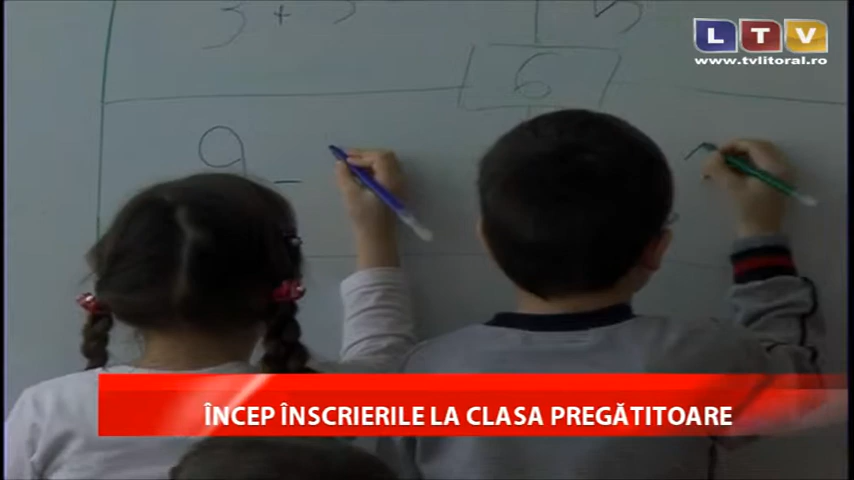 3 + 5
LTV
www.tvlitoral.ro
6
9 -
ÎNCEP ÎNSCRIERILE LA CLASA PREGĂTITOARE